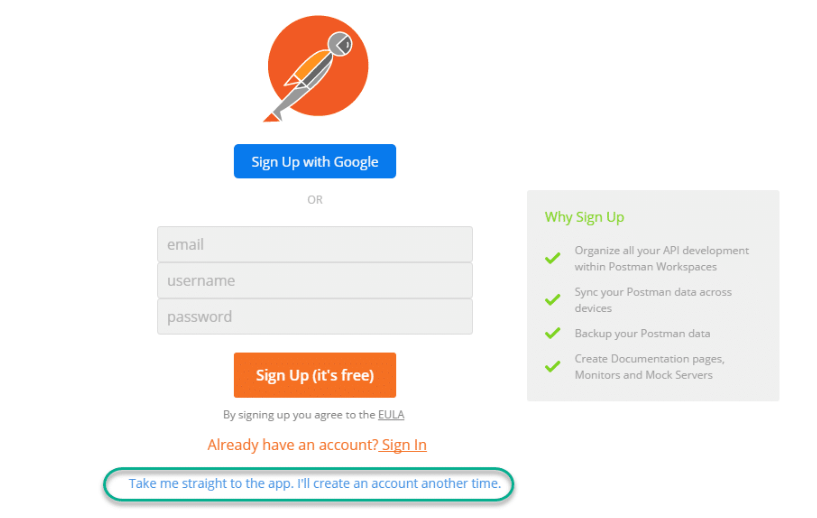 Sign Up with Google
OR
email
username
password
Sign Up (it's free)
By signing up you agree to the EULA
Already have an account? Sign In
Take me straight to the app. I'll create an account another time.
Why Sign Up
Organize all your API development
within Postman Workspaces
Sync your Postman data across
devices
Backup your Postman data
Create Documentation pages,
Monitors and Mock Servers